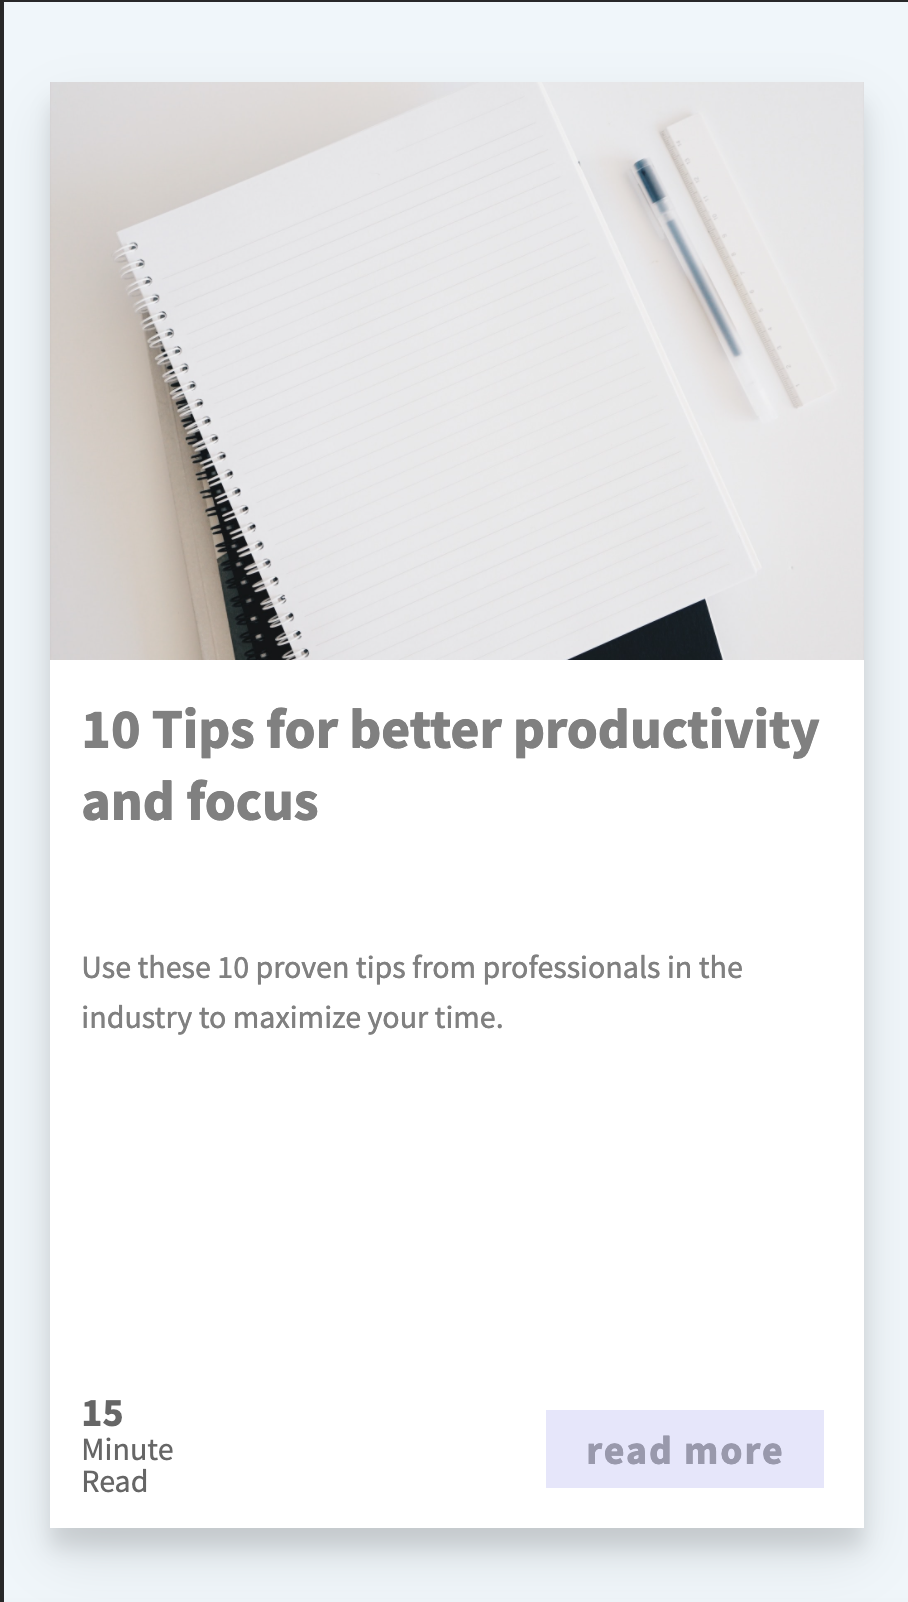 10 Tips for better productivity
and focus
Use these 10 proven tips from professionals in the
industry to maximize your time.
15
Minute
Read
read more